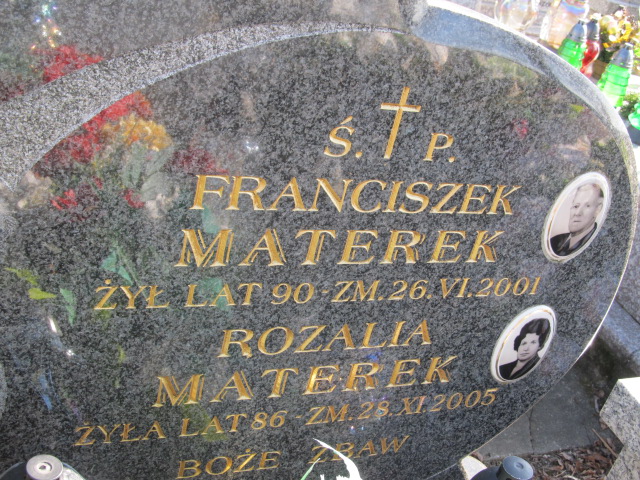 Ś. P.
FRANCISZEK
MATEREK
ŻYŁ LAT 90 - ZM. 26. VI. 2001
ROZALIA
MATEREK
ŻYŁA LAT 86 - ZM. 28. XI 2005
BOŻE ZBAW